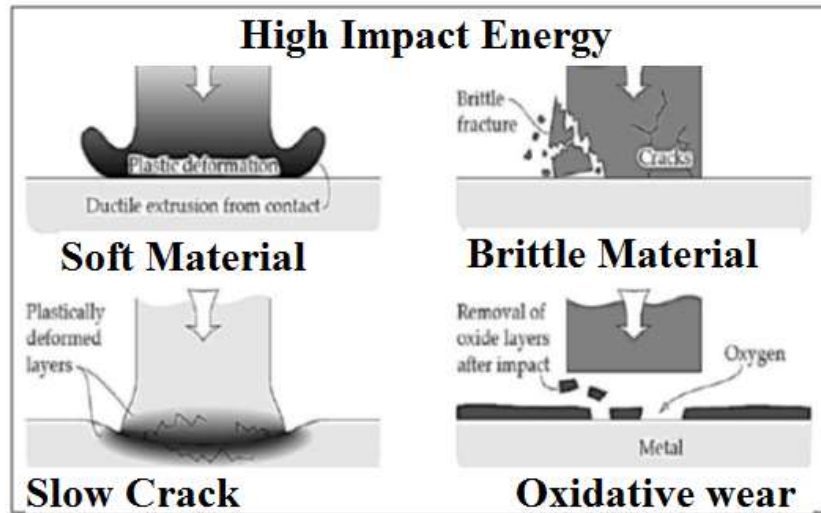 High Impact Energy
Plastic deformation
Ductile extrusion from contact
Soft Material
Brittle
fracture
Cracks
Brittle Material
Plastically
deformed
layers
Slow Crack
Removal of
oxide layers
after impact
Oxygen
Metal
Oxidative wear